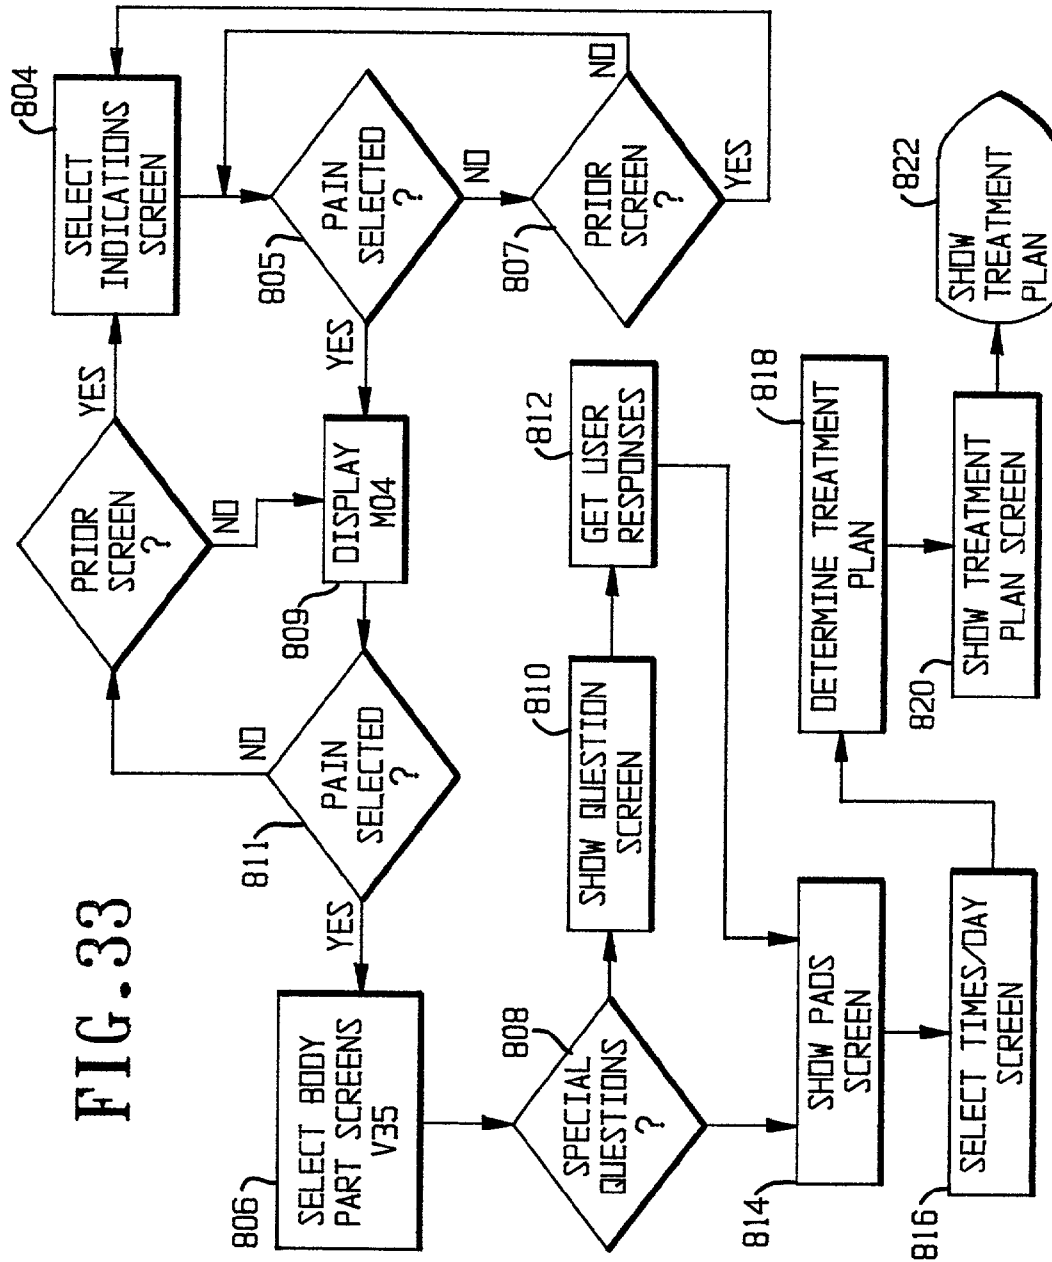 FIG.33
PRIOR
SCREEN
?
YES
NO
804
SELECT
INDICATIONS
SCREEN
805
PAIN
SELECTED
?
YES
NO
807
PRIOR
SCREEN
?
NO
YES
809
DISPLAY
M04
811
PAIN
SELECTED
?
NO
YES
806
SELECT BODY
PART SCREENS
V35
808
SPECIAL
QUESTIONS
?
810
SHOW QUESTION
SCREEN
812
GET USER
RESPONSES
814
SHOW PADS
SCREEN
816
SELECT TIMES/DAY
SCREEN
818
DETERMINE TREATMENT
PLAN
820
SHOW TREATMENT
PLAN SCREEN
822
SHOW
TREATMENT
PLAN